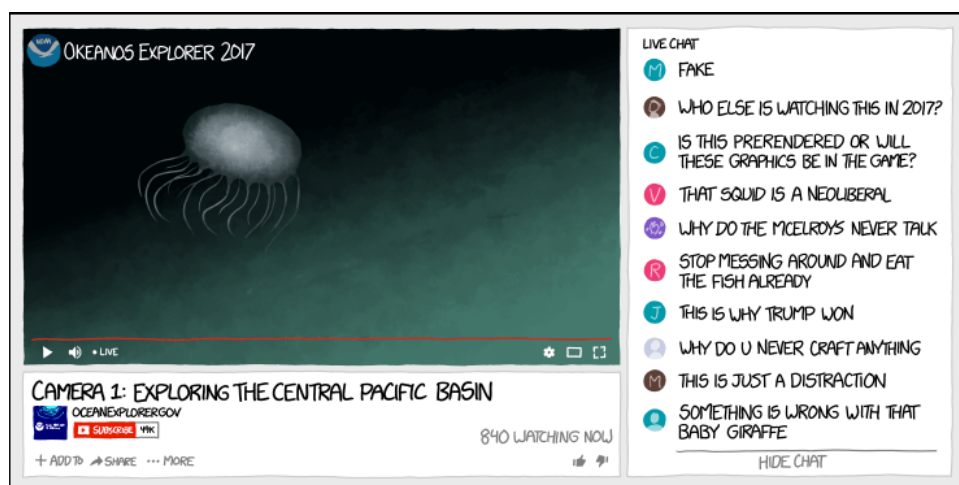 NOAA
OKEANOS EXPLORER 2017
• LIVE
CAMERA 1: EXPLORING THE CENTRAL PACIFIC BASIN
OCEANEXPLORERGOV
SUBSCRIBE 49K
840 WATCHING NOW
+ ADD TO SHARE ••• MORE
LIVE CHAT
M FAKE
WHO ELSE IS WATCHING THIS IN 2017?
C IS THIS PRERENDERED OR WILL
THESE GRAPHICS BE IN THE GAME?
V THAT SQUID IS A NEOLIBERAL
WHY DO THE MCELROYS NEVER TALK
R STOP MESSING AROUND AND EAT
THE FISH ALREADY
J THIS IS WHY TRUMP WON
WHY DO U NEVER CRAFT ANYTHING
M THIS IS JUST A DISTRACTION
SOMETHING IS WRONG WITH THAT
BABY GIRAFFE
HIDE CHAT